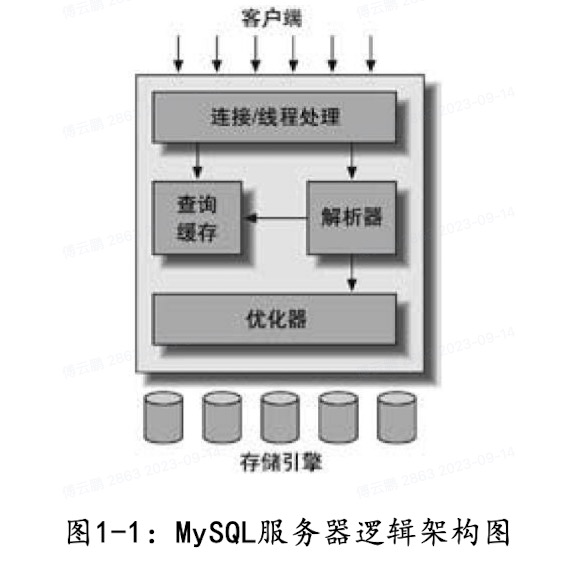 客户端
连接/线程处理
查询
缓存
解析器
优化器
存储引擎
图1-1：MySQL服务器逻辑架构图